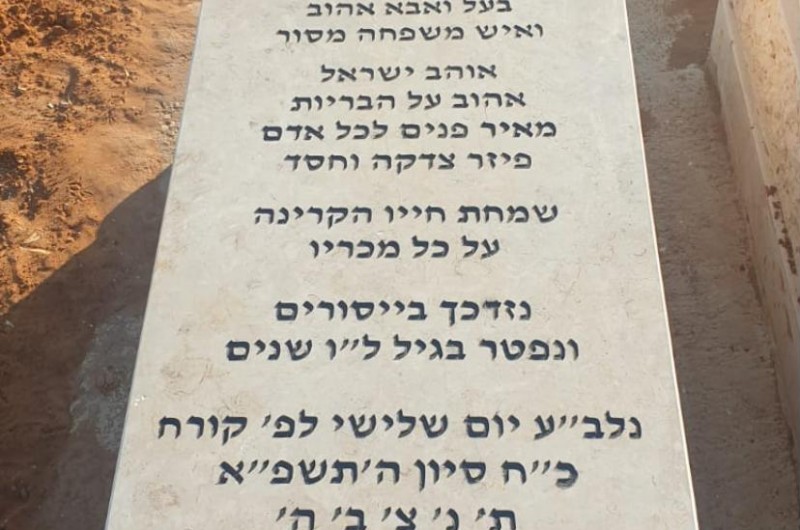 בעל ואבא אהוב
ואיש משפחה מסור
אוהב ישראל
אהוב על הבריות
מאיר פנים לכל אדם
פיזר צדקה וחסד
שמחת חייו הקרינה
על כל מכריו
נזדכך בייסורים
ונפטר בגיל ל״ו שנים
נלב״ע יום שלישי לפ׳ קורח
כ״ח סיון ה׳תשפ״א
ת׳ נ׳ צ׳ ב׳ ה׳